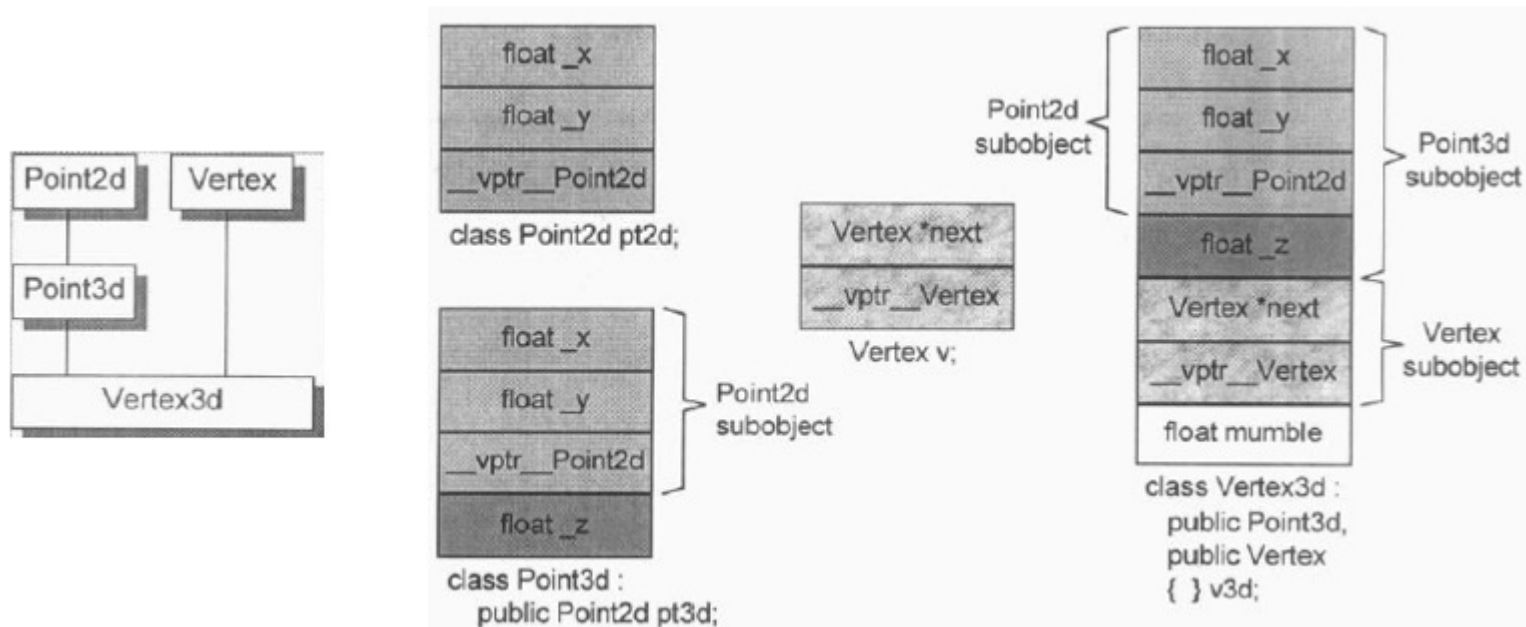 Point2d
Vertex
Point3d
Vertex3d
float _x
float _y
__vptr__Point2d
class Point2d pt2d;
float _x
float _y
__vptr__Point2d
float _z
Point2d
subobject
class Point3d :
public Point2d pt3d;
Vertex *next
__vptr__Vertex
Vertex v;
Point2d
subobject
float _x
float _y
__vptr__Point2d
float _z
Vertex *next
__vptr__Vertex
float mumble
Point3d
subobject
Vertex
subobject
class Vertex3d :
public Point3d,
public Vertex
{ } v3d;